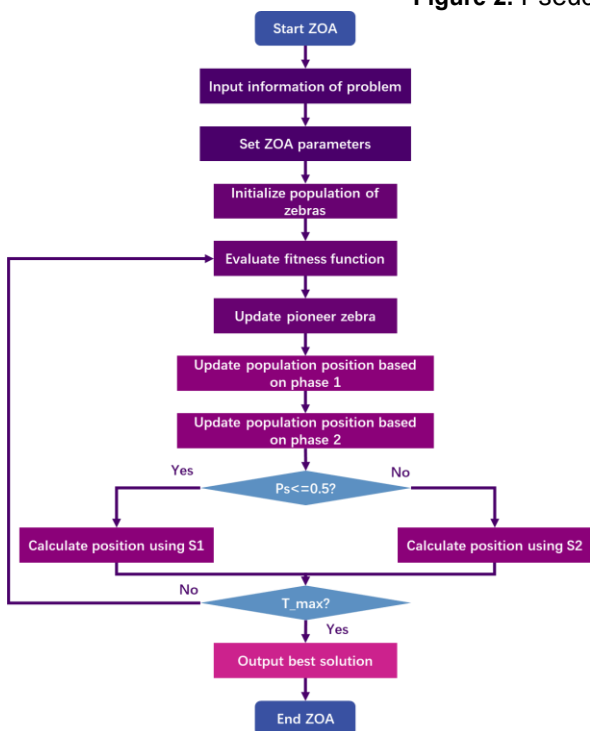 Figure 2.
Start ZOA
Input information of problem
Set ZOA parameters
Initialize population of
zebras
Evaluate fitness function
Update pioneer zebra
Update population position based
on phase 1
Update population position based
on phase 2
Yes
No
Ps<=0.5?
Calculate position using S1
Calculate position using S2
No
T_max?
Yes
Output best solution
End ZOA